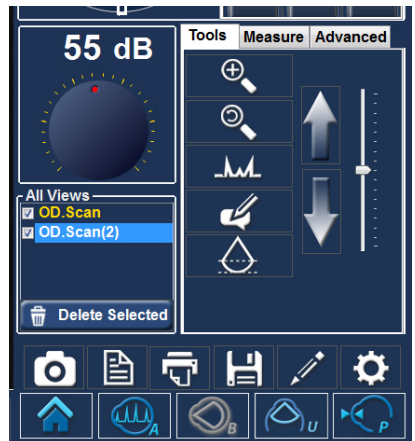 55 dB
Tools Measure Advanced
All Views
OD.Scan
OD.Scan(2)
Delete Selected
A B U P